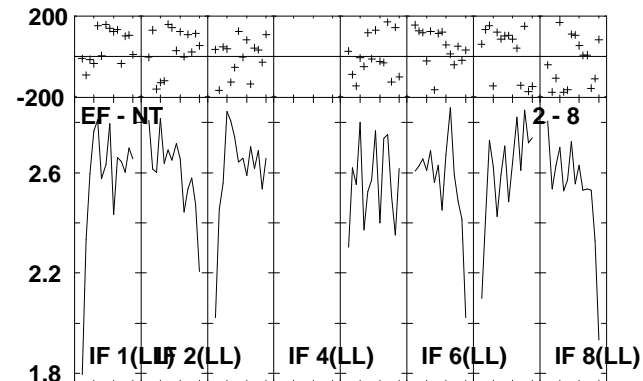 200
-200
EF - NT 2 - 8
2.6
2.2
1.8
IF 1(LL) IF 2(LL) IF 4(LL) IF 6(LL) IF 8(LL)